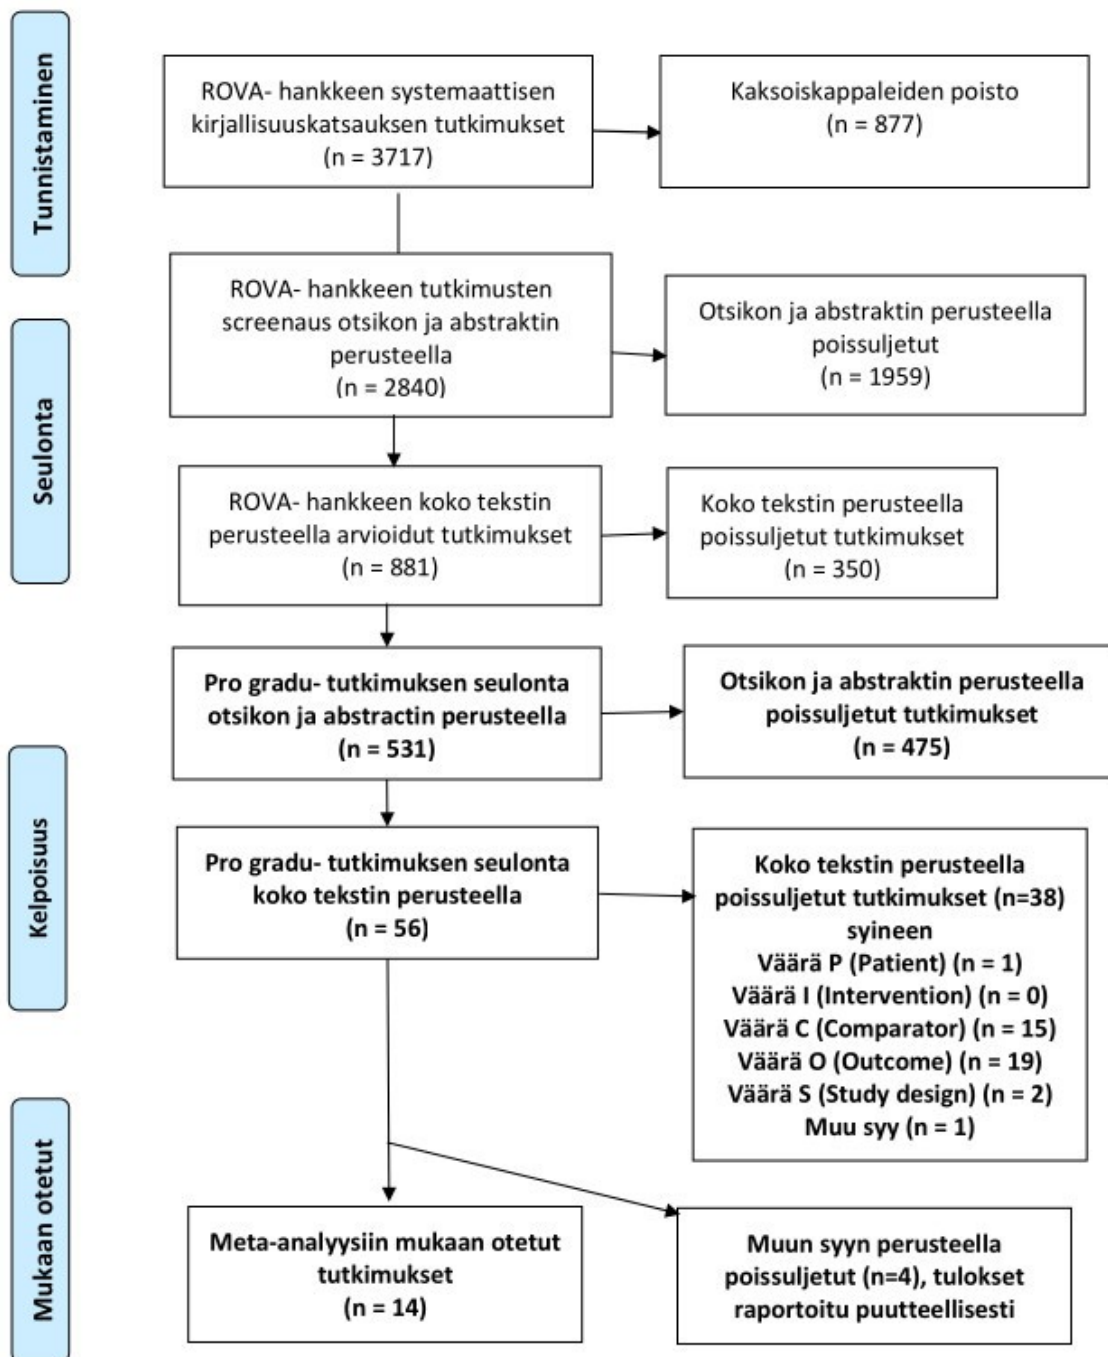 Tunnistaminen
ROVA- hankkeen systemaattisen
kirjallisuuskatsauksen tutkimukset
(n = 3717)
Kaksoiskappaleiden poisto
(n = 877)
Seulonta
ROVA- hankkeen tutkimusten
screenaus otsikon ja abstraktin
perusteella
(n = 2840)
Otsikon ja abstraktin perusteella
poissuljetut
(n = 1959)
ROVA- hankkeen koko tekstin
perusteella arvioidut tutkimukset
(n = 881)
Koko tekstin perusteella
poissuljetut tutkimukset
(n = 350)
Pro gradu- tutkimuksen seulonta
otsikon ja abstractin perusteella
(n = 531)
Otsikon ja abstraktin perusteella
poissuljetut tutkimukset
(n = 475)
Kelpoisuus
Pro gradu- tutkimuksen seulonta
koko tekstin perusteella
(n = 56)
Koko tekstin perusteella
poissuljetut tutkimukset (n=38)
syineen
Väärä P (Patient) (n = 1)
Väärä I (Intervention) (n = 0)
Väärä C (Comparator) (n = 15)
Väärä O (Outcome) (n = 19)
Väärä S (Study design) (n = 2)
Muu syy (n = 1)
Mukaan otetut
Meta-analyysiin mukaan otetut
tutkimukset
(n = 14)
Muun syyn perusteella
poissuljetut (n=4), tulokset
raportoitu puutteellisesti